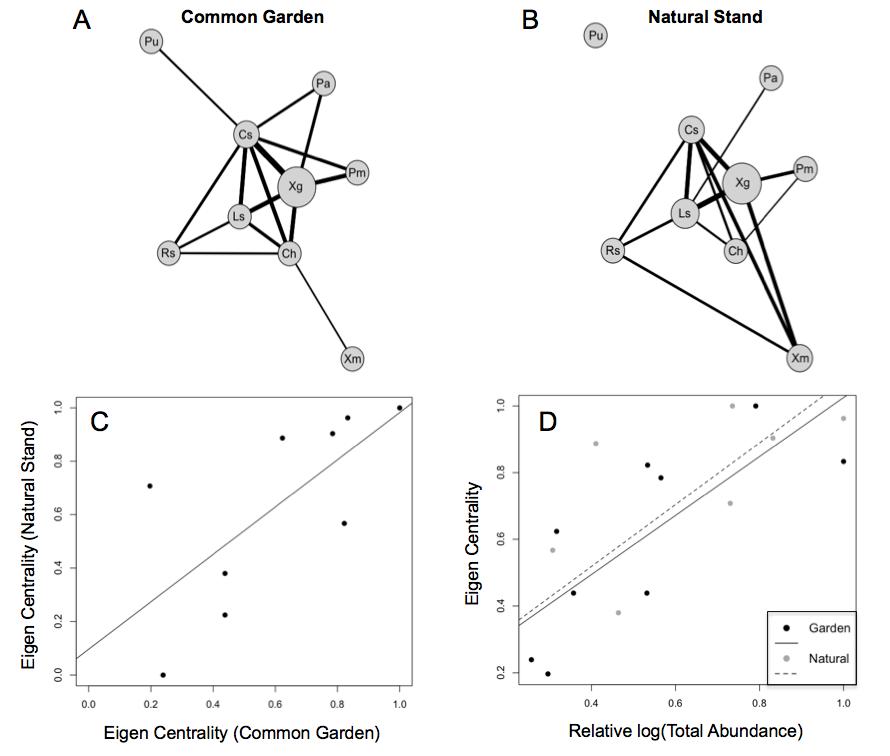 A
Common Garden
B
Natural Stand
Pu
Pa
Cs
Pm
Xg
Ls
Rs
Ch
Xm
Pu
Pa
Cs
Pm
Xg
Ls
Rs
Ch
Xm
C
Eigen Centrality (Natural Stand)
0.0
0.2
0.4
0.6
0.8
1.0
0.0 0.2 0.4 0.6 0.8 1.0
Eigen Centrality (Common Garden)
D
Eigen Centrality
0.2
0.4
0.6
0.8
1.0
Garden
Natural
0.4 0.6 0.8 1.0
Relative log(Total Abundance)